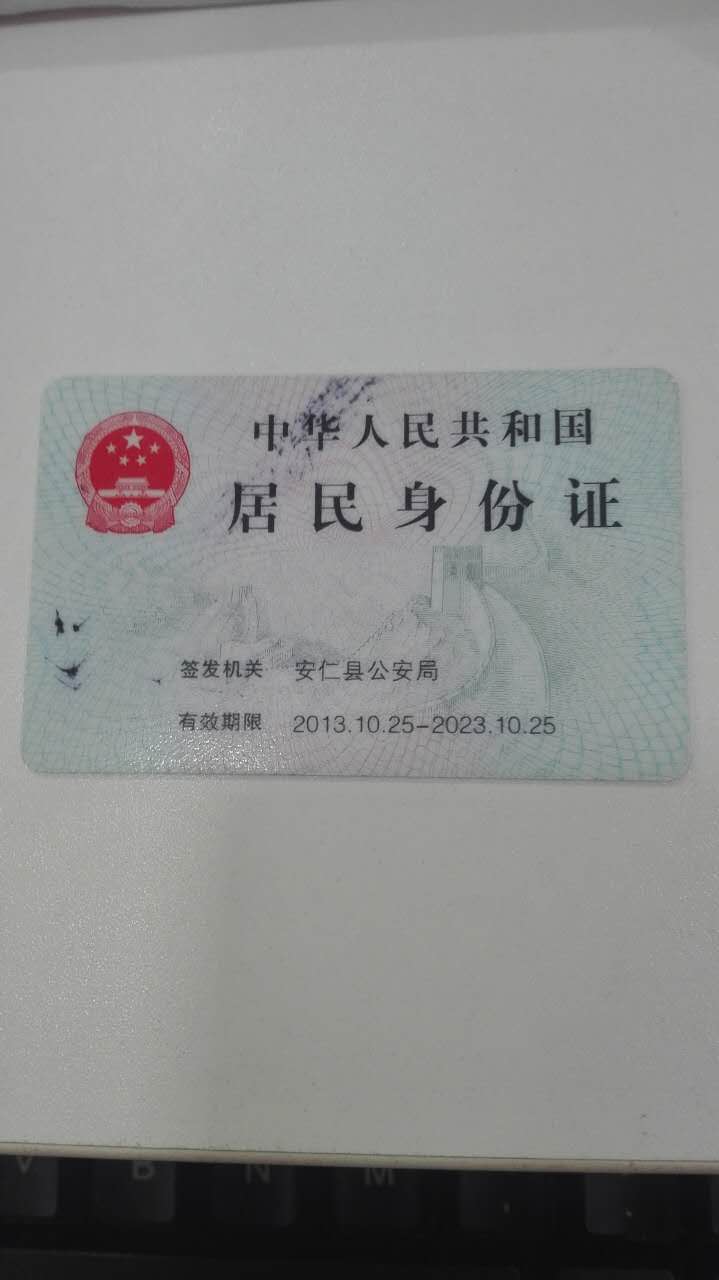 中华人民共和国
居民身份证
签发机关 安仁县公安局
有效期限 2013.10.25-2023.10.25
V B N M